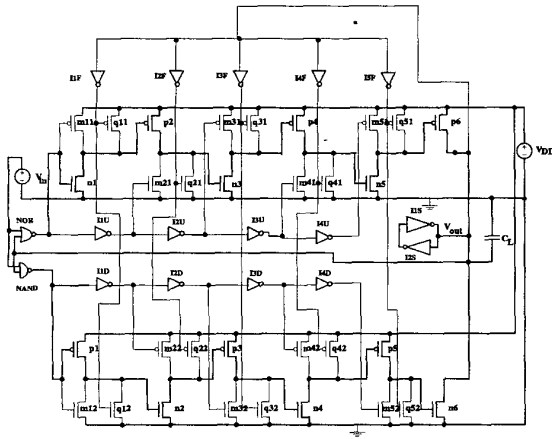 I1F I2F I3F I4F I5F
m11 q11 p2 m31 q31 p4 m51 q51 p6
V_DD
V_in
n1 m21 q21 n3 m41 q41 n5
NOR I1U I2U I3U I4U
I1S
V_out
I2S
C_L
NAND
I1D I2D I3D I4D
p1 m22 q22 p3 m42 q42 p5
m12 q12 n2 m32 q32 n4 m52 q52 n6